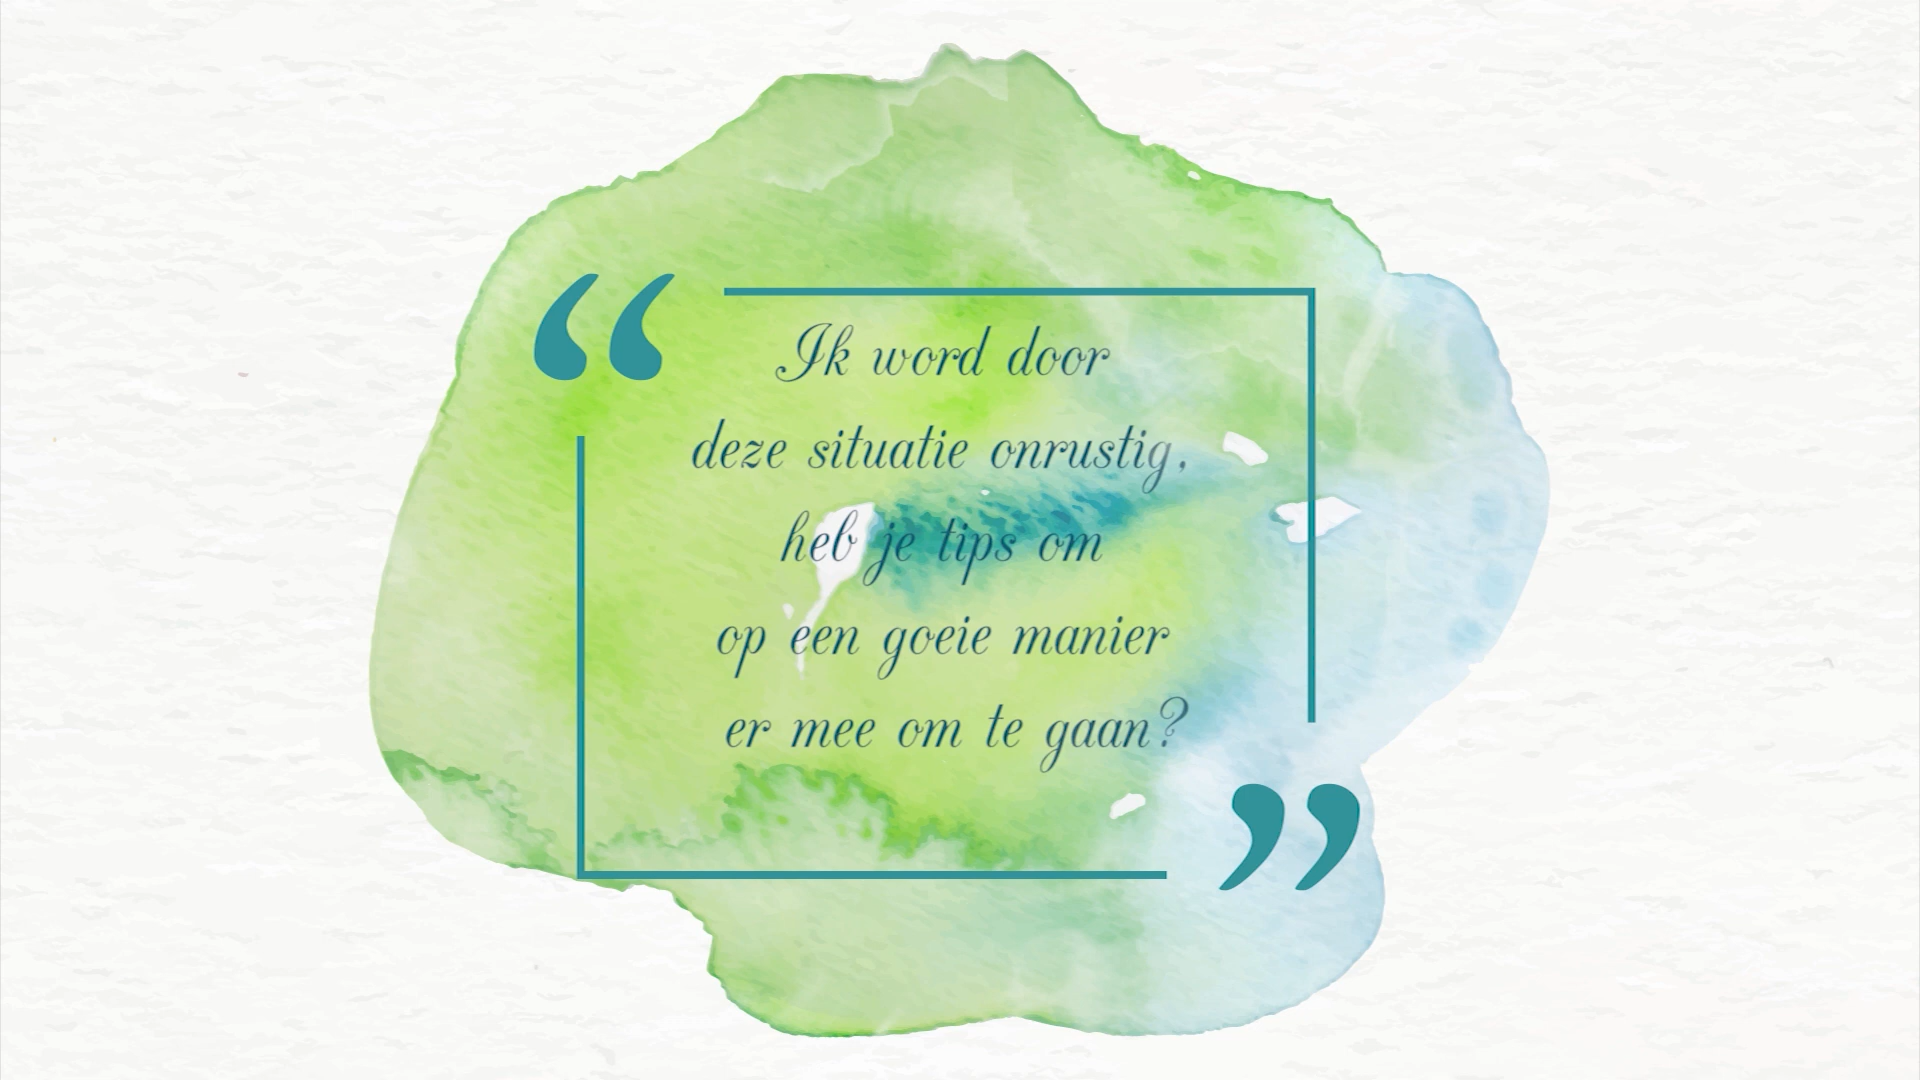 “ Ik word door
deze situatie onrustig,
heb je tips om
op een goeie manier
er mee om te gaan? ”